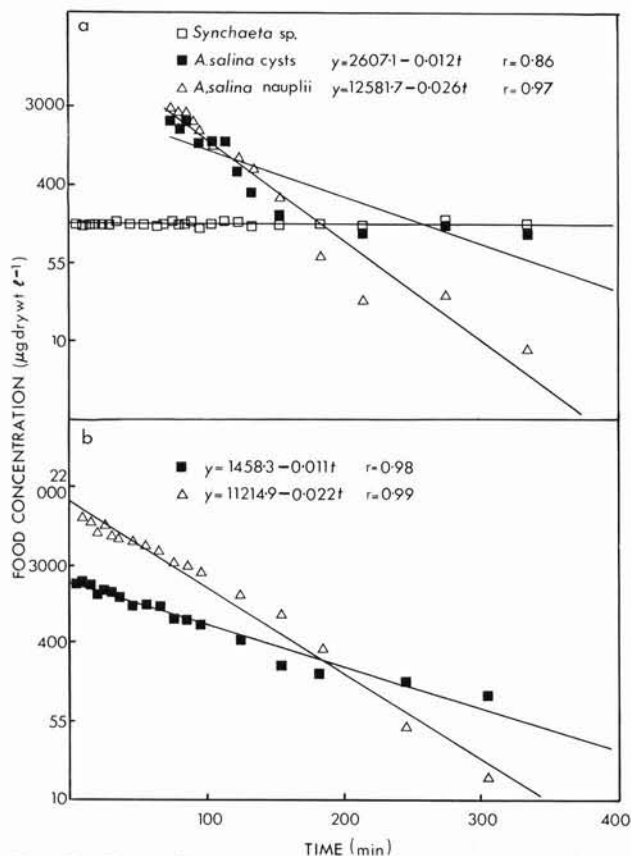 a
□ Synchaeta sp.
■ A.salina cysts y=2607·1−0·012t r=0·86
△ A.salina nauplii y=12581·7−0·026t r=0·97
3000
400
55
10
b
■ y=1458·3−0·011t r=0·98
△ y=11214·9−0·022t r=0·99
22
000
3000
400
55
10
FOOD CONCENTRATION (µg dry wt ℓ⁻¹)
100 200 300 400
TIME (min)